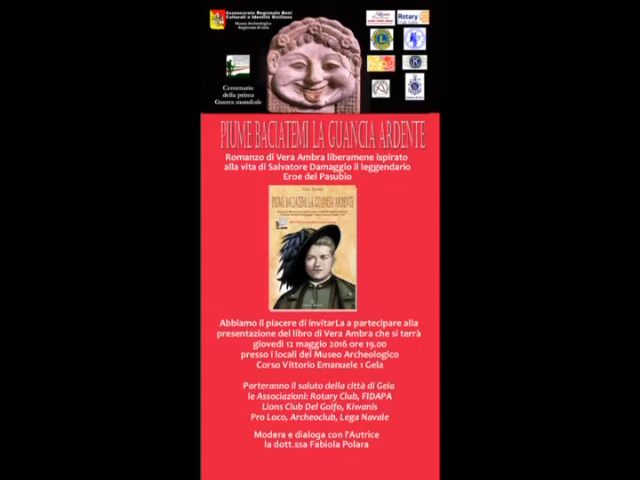 Assessorato Regionale Beni
Culturali e Identità Siciliana
Museo Archeologico
Regionale di Gela
Rotary
Centenario
della prima
Guerra mondiale
PIUME BACIATEMI LA GUANCIA ARDENTE
Romanzo di Vera Ambra liberamene ispirato
alla vita di Salvatore Damaggio il leggendario
Eroe del Pasubio
PIUME BACIATEMI LA GUANCIA ARDENTE
Abbiamo il piacere di invitarLa a partecipare alla
presentazione del libro di Vera Ambra che si terrà
giovedì 12 maggio 2016 ore 19.00
presso i locali del Museo Archeologico
Corso Vittorio Emanuele 1 Gela
Porteranno il saluto della città di Gela
le Associazioni: Rotary Club, FIDAPA
Lions Club Del Golfo, Kiwanis
Pro Loco, Archeoclub, Lega Navale
Modera e dialoga con l'Autrice
la dott.ssa Fabiola Polara